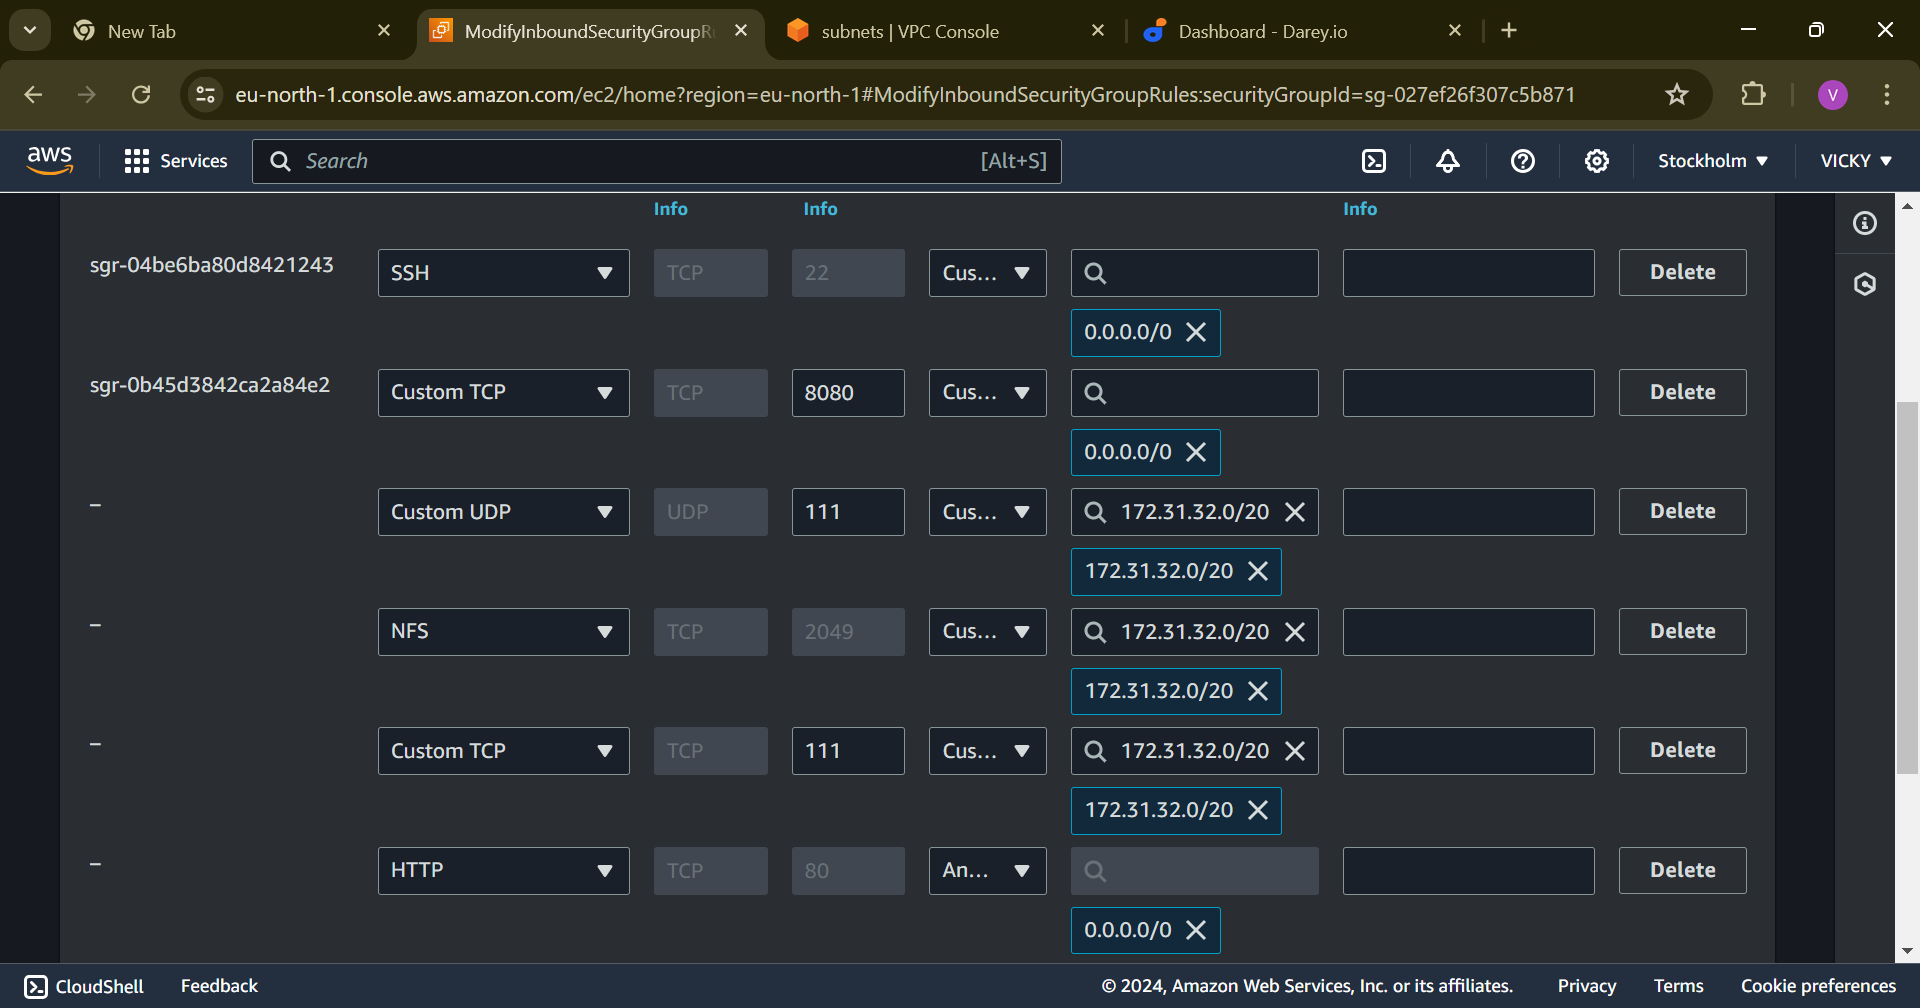 New Tab
ModifyInboundSecurityGroupR
subnets | VPC Console
Dashboard - Darey.io
eu-north-1.console.aws.amazon.com/ec2/home?region=eu-north-1#ModifyInboundSecurityGroupRules:securityGroupId=sg-027ef26f307c5b871
V
aws
Services
Search
[Alt+S]
Stockholm
VICKY
Info Info Info
sgr-04be6ba80d8421243 SSH TCP 22 Cus... Delete
0.0.0.0/0
sgr-0b45d3842ca2a84e2 Custom TCP TCP 8080 Cus... Delete
0.0.0.0/0
– Custom UDP UDP 111 Cus... 172.31.32.0/20 Delete
172.31.32.0/20
– NFS TCP 2049 Cus... 172.31.32.0/20 Delete
172.31.32.0/20
– Custom TCP TCP 111 Cus... 172.31.32.0/20 Delete
172.31.32.0/20
– HTTP TCP 80 An... Delete
0.0.0.0/0
CloudShell Feedback © 2024, Amazon Web Services, Inc. or its affiliates. Privacy Terms Cookie preferences